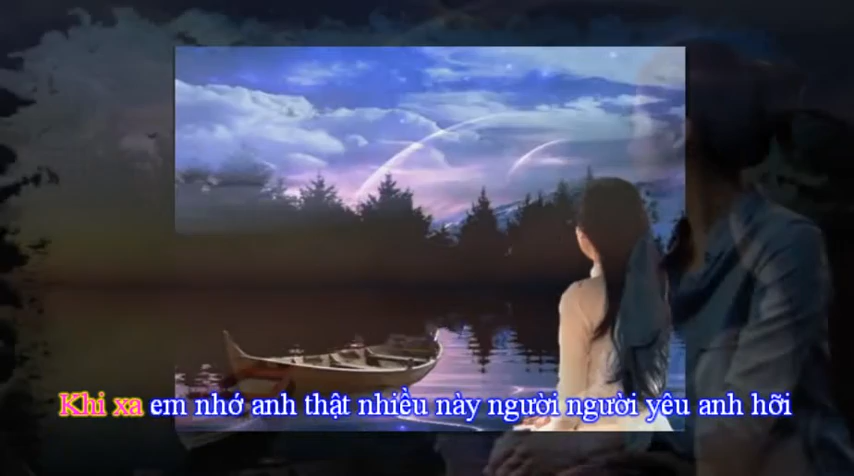 Khi xa em nhớ anh thật nhiều này người người yêu anh hỡi